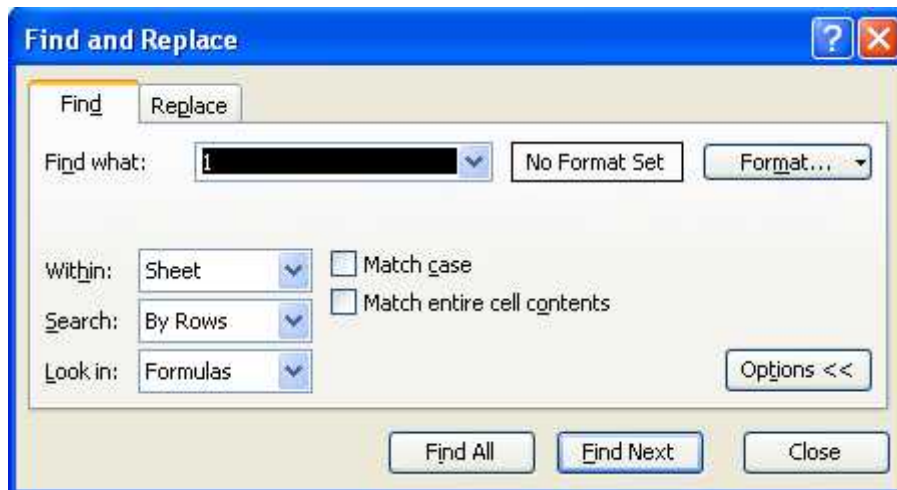 Find and Replace
Find Replace
Find what: 1 No Format Set Format...
Within: Sheet Match case
Match entire cell contents
Search: By Rows
Look in: Formulas Options <<
Find All Find Next Close